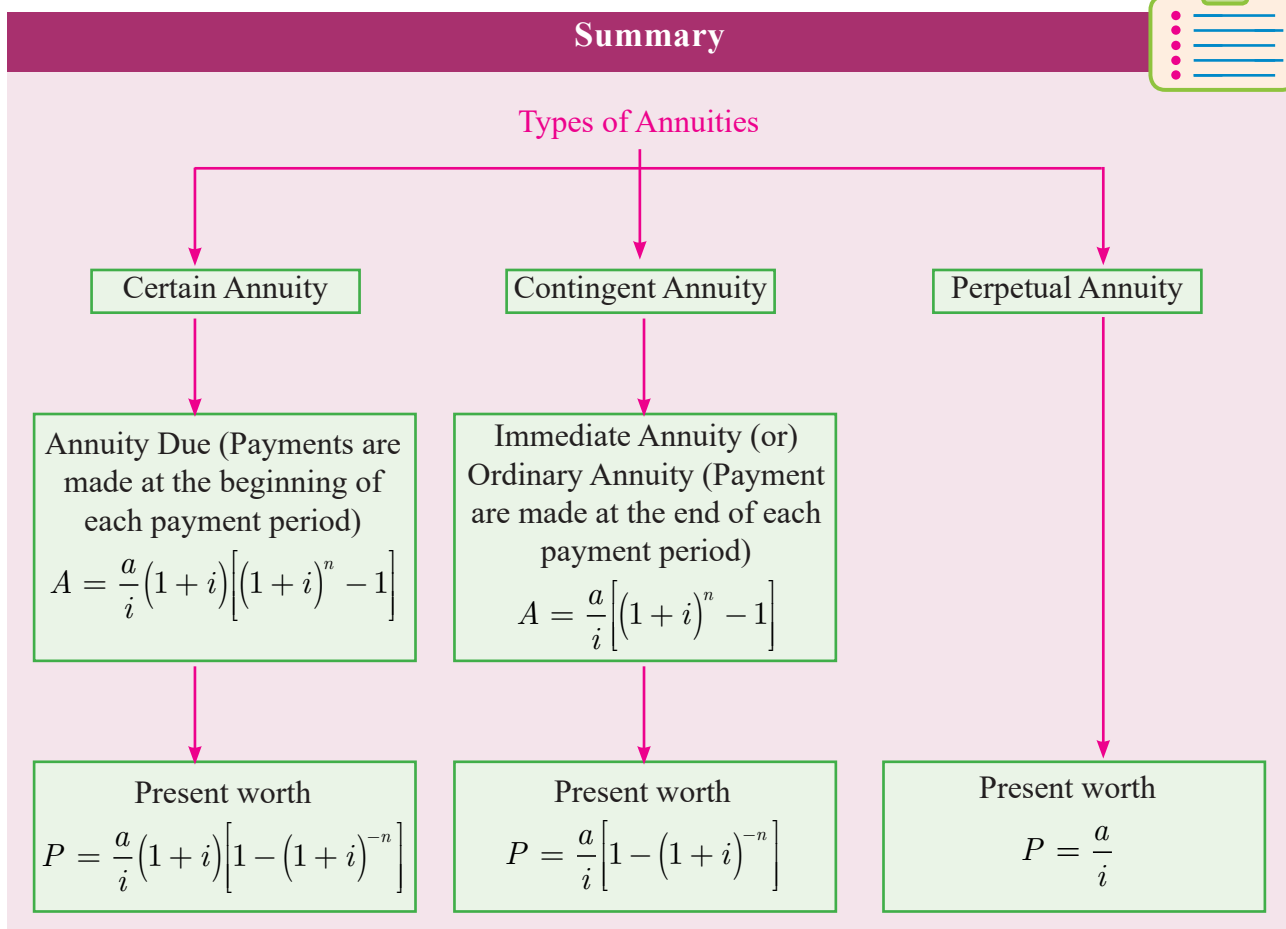 Summary
Types of Annuities
Certain Annuity
Contingent Annuity
Perpetual Annuity
Annuity Due (Payments are
made at the beginning of
each payment period)
A = a/i (1 + i)[(1 + i)^n − 1]
Immediate Annuity (or)
Ordinary Annuity (Payment
are made at the end of each
payment period)
A = a/i [(1 + i)^n − 1]
Present worth
P = a/i (1 + i)[1 − (1 + i)^−n]
Present worth
P = a/i [1 − (1 + i)^−n]
Present worth
P = a/i